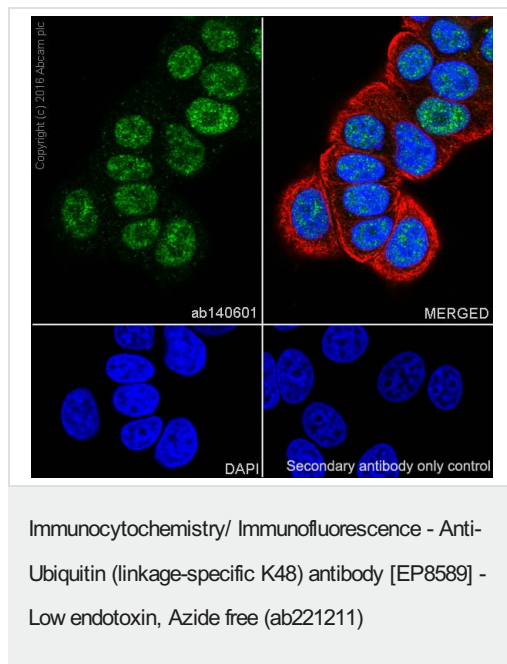 Copyright (c) 2016 Abcam plc
ab140601
MERGED
DAPI
Secondary antibody only control
Immunocytochemistry/ Immunofluorescence - Anti-
Ubiquitin (linkage-specific K48) antibody [EP8589] -
Low endotoxin, Azide free (ab221211)